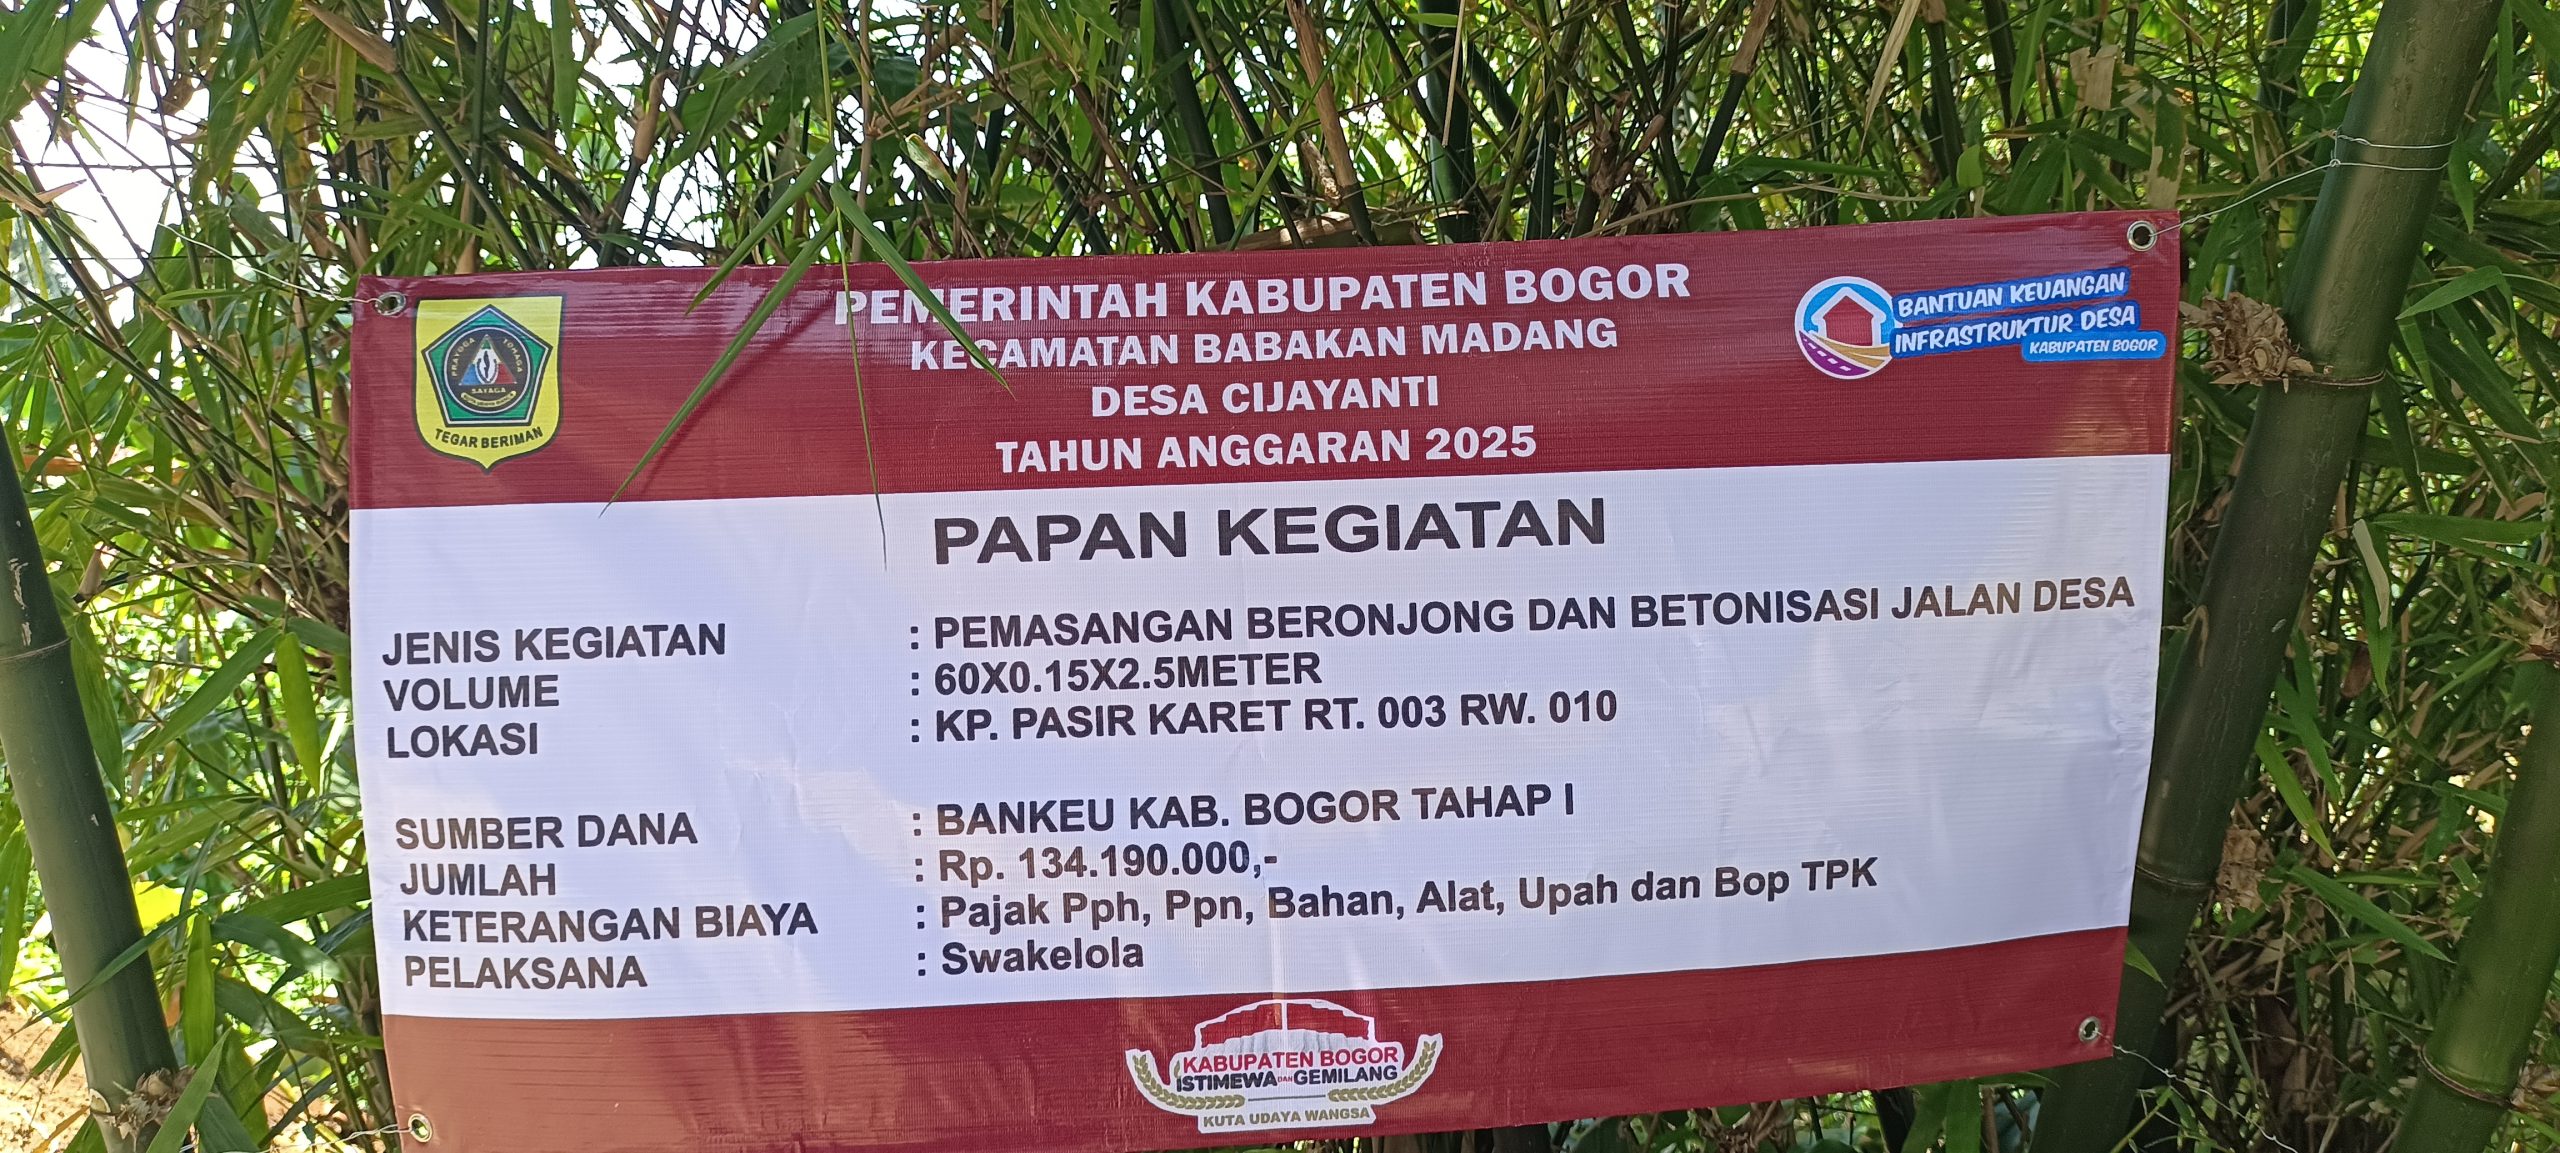 PEMERINTAH KABUPATEN BOGOR
KECAMATAN BABAKAN MADANG
DESA CIJAYANTI
TAHUN ANGGARAN 2025
PRAYOGA TOHAGA
SAYAGA
TEGAR BERIMAN
BANTUAN KEUANGAN
INFRASTRUKTUR DESA
KABUPATEN BOGOR
PAPAN KEGIATAN
JENIS KEGIATAN : PEMASANGAN BERONJONG DAN BETONISASI JALAN DESA
VOLUME : 60X0.15X2.5METER
LOKASI : KP. PASIR KARET RT. 003 RW. 010
SUMBER DANA : BANKEU KAB. BOGOR TAHAP I
JUMLAH : Rp. 134.190.000,-
KETERANGAN BIAYA : Pajak Pph, Ppn, Bahan, Alat, Upah dan Bop TPK
PELAKSANA : Swakelola
KABUPATEN BOGOR
ISTIMEWA DAN GEMILANG
KUTA UDAYA WANGSA